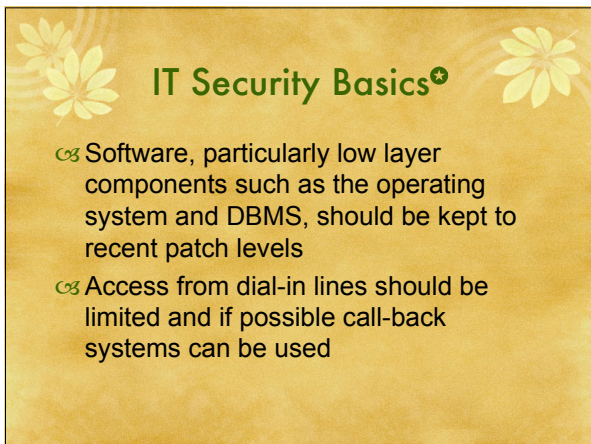 IT Security Basics✪
Software, particularly low layer
components such as the operating
system and DBMS, should be kept to
recent patch levels
Access from dial-in lines should be
limited and if possible call-back
systems can be used